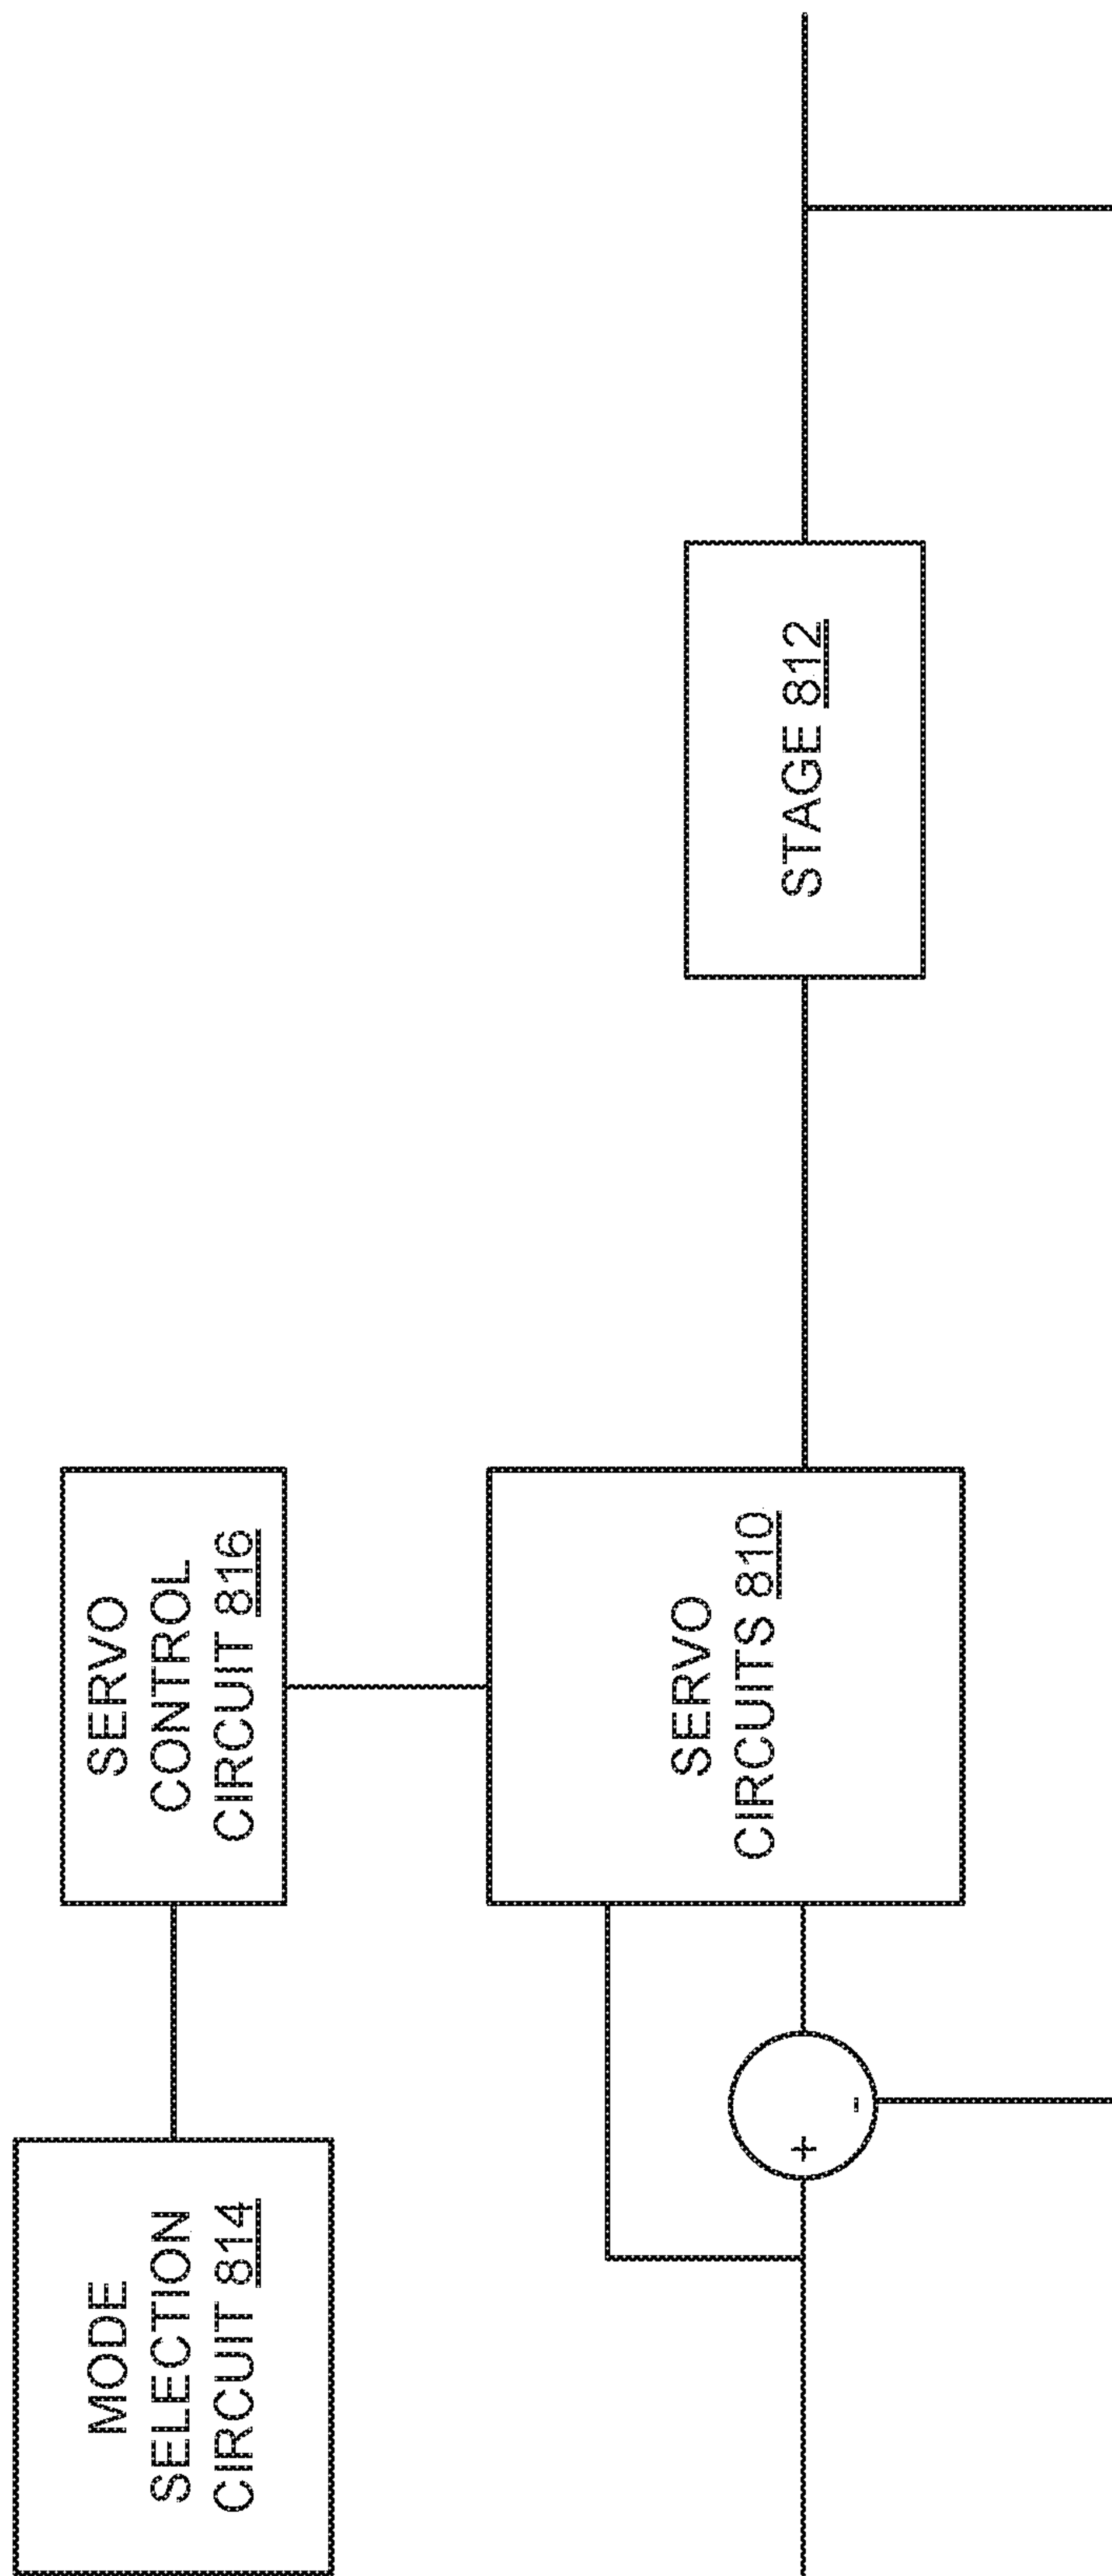 MODE
SELECTION
CIRCUIT 814
SERVO
CONTROL
CIRCUIT 816
SERVO
CIRCUITS 810
STAGE 812
+
-